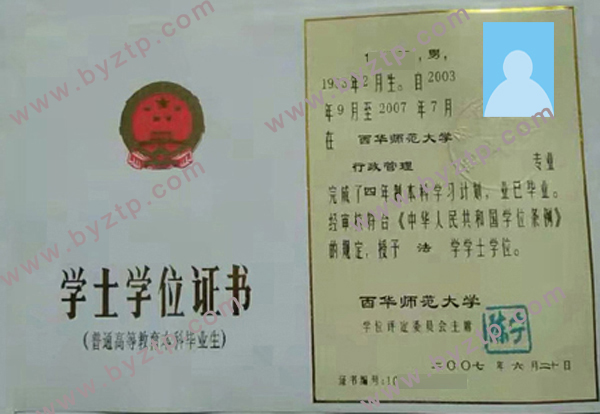 学士学位证书
(普通高等教育本科毕业生)
,男,
年2月生。自2003
年9月至2007年7月
在 西华师范大学
行政管理 专业
完成了四年制本科学习计划,业已毕业。
经审核符合《中华人民共和国学位条例》
的规定,授予 法 学学士学位。
西华师范大学
学位评定委员会主席
二〇〇七年六月二十日
证书编号:10
www.byztp.com